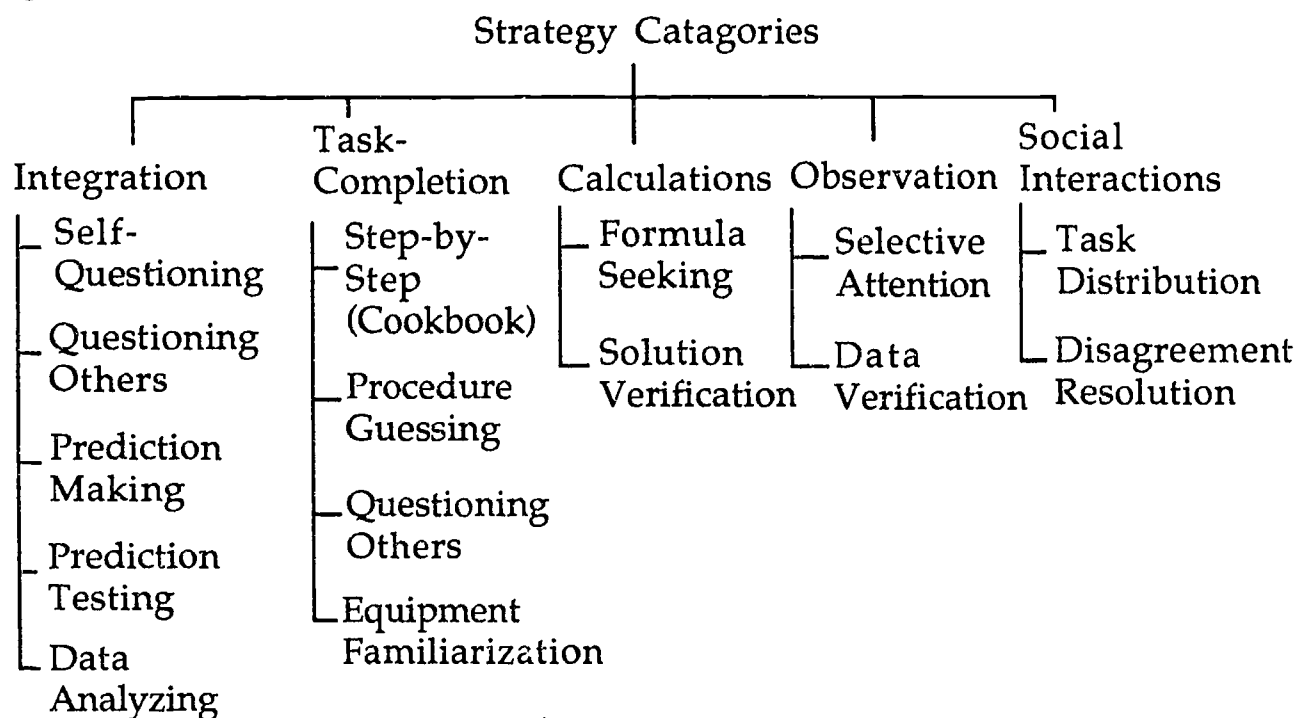 Strategy Catagories
Integration
Self-
Questioning
Questioning
Others
Prediction
Making
Prediction
Testing
Data
Analyzing
Task-
Completion
Step-by-
Step
(Cookbook)
Procedure
Guessing
Questioning
Others
Equipment
Familiarization
Calculations
Formula
Seeking
Solution
Verification
Observation
Selective
Attention
Data
Verification
Social
Interactions
Task
Distribution
Disagreement
Resolution